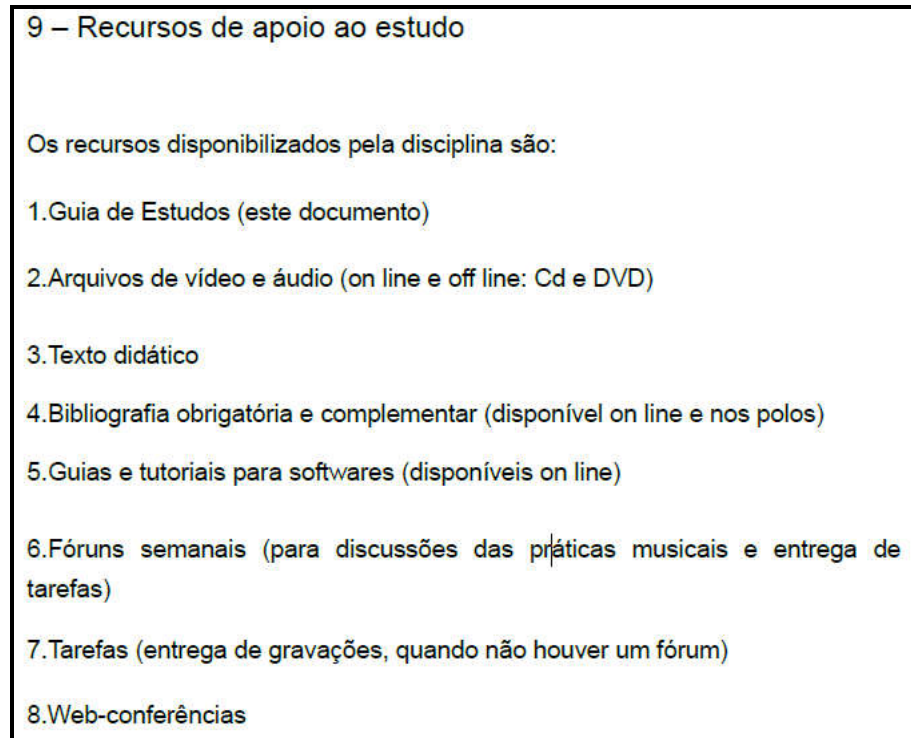 9 – Recursos de apoio ao estudo
Os recursos disponibilizados pela disciplina são:
1.Guia de Estudos (este documento)
2.Arquivos de vídeo e áudio (on line e off line: Cd e DVD)
3.Texto didático
4.Bibliografia obrigatória e complementar (disponível on line e nos polos)
5.Guias e tutoriais para softwares (disponíveis on line)
6.Fóruns semanais (para discussões das práticas musicais e entrega de
tarefas)
7.Tarefas (entrega de gravações, quando não houver um fórum)
8.Web-conferências